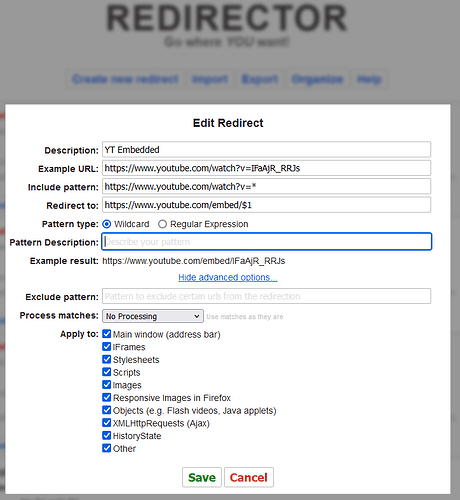 REDIRECTOR
Go where YOU want!
Create new redirect Import Export Organize Help
Edit Redirect
Description: YT Embedded
Example URL: https://www.youtube.com/watch?v=IFaAjR_RRJs
Include pattern: https://www.youtube.com/watch?v=*
Redirect to: https://www.youtube.com/embed/$1
Pattern type: Wildcard Regular Expression
Pattern Description: Describe your pattern
Example result: https://www.youtube.com/embed/IFaAjR_RRJs
Hide advanced options...
Exclude pattern: Pattern to exclude certain urls from the redirection
Process matches: No Processing Use matches as they are
Apply to: Main window (address bar)
IFrames
Stylesheets
Scripts
Images
Responsive Images in Firefox
Objects (e.g. Flash videos, Java applets)
XMLHttpRequests (Ajax)
HistoryState
Other
Save Cancel